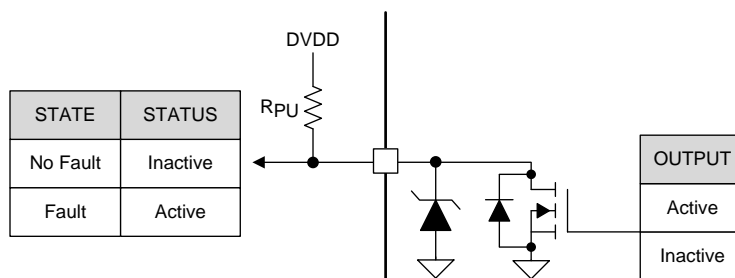 DVDD
RPU
STATE STATUS
No Fault Inactive
Fault Active
OUTPUT
Active
Inactive